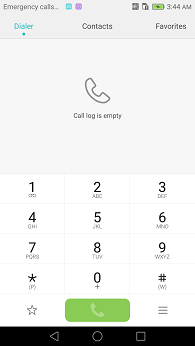 Emergency calls... 3:44 AM
Dialer Contacts Favorites
Call log is empty
1 2 3
ABC DEF
4 5 6
GHI JKL MNO
7 8 9
PQRS TUV WXYZ
* 0 #
(P) + (W)